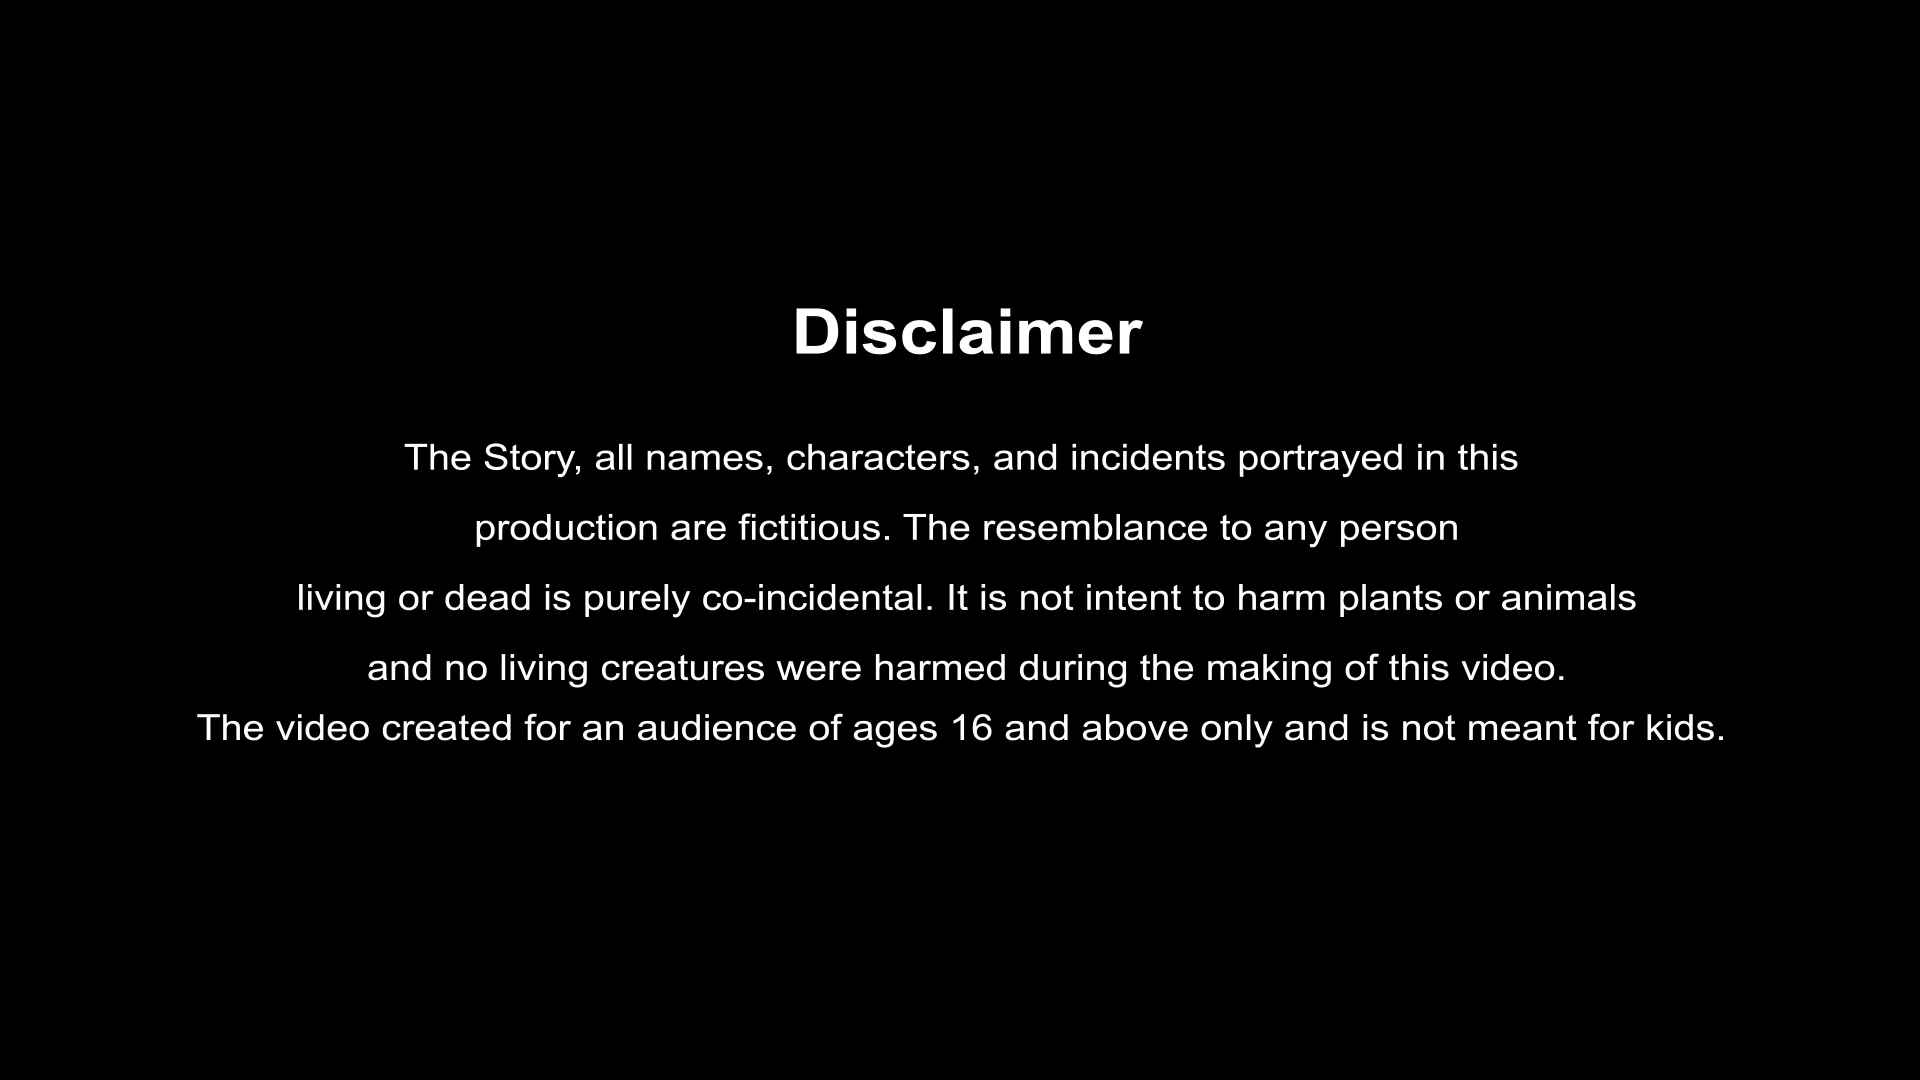 Disclaimer
The Story, all names, characters, and incidents portrayed in this
production are fictitious. The resemblance to any person
living or dead is purely co-incidental. It is not intent to harm plants or animals
and no living creatures were harmed during the making of this video.
The video created for an audience of ages 16 and above only and is not meant for kids.